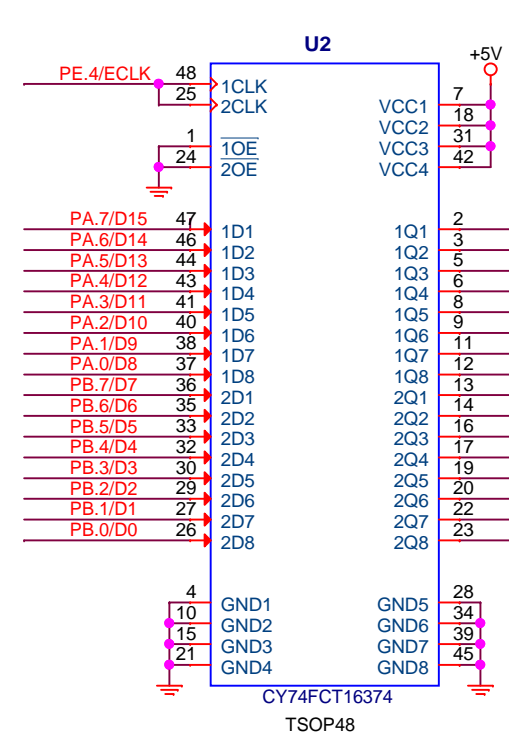 U2
+5V
PE.4/ECLK 48 1CLK
25 2CLK
7 VCC1
18 VCC2
31 VCC3
42 VCC4
1 1OE
24 2OE
PA.7/D15 47 1D1 1Q1 2
PA.6/D14 46 1D2 1Q2 3
PA.5/D13 44 1D3 1Q3 5
PA.4/D12 43 1D4 1Q4 6
PA.3/D11 41 1D5 1Q5 8
PA.2/D10 40 1D6 1Q6 9
PA.1/D9 38 1D7 1Q7 11
PA.0/D8 37 1D8 1Q8 12
PB.7/D7 36 2D1 2Q1 13
PB.6/D6 35 2D2 2Q2 14
PB.5/D5 33 2D3 2Q3 16
PB.4/D4 32 2D4 2Q4 17
PB.3/D3 30 2D5 2Q5 19
PB.2/D2 29 2D6 2Q6 20
PB.1/D1 27 2D7 2Q7 22
PB.0/D0 26 2D8 2Q8 23
4 GND1 GND5 28
10 GND2 GND6 34
15 GND3 GND7 39
21 GND4 GND8 45
CY74FCT16374
TSOP48